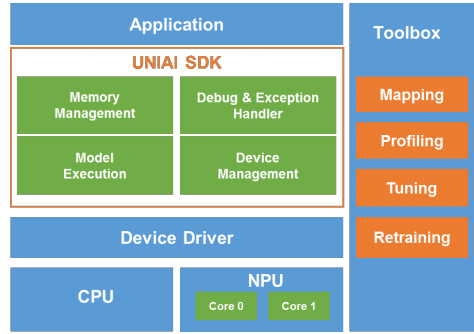 Application
UNIAI SDK
Memory
Management
Debug & Exception
Handler
Model
Execution
Device
Management
Device Driver
CPU
NPU
Core 0
Core 1
Toolbox
Mapping
Profiling
Tuning
Retraining